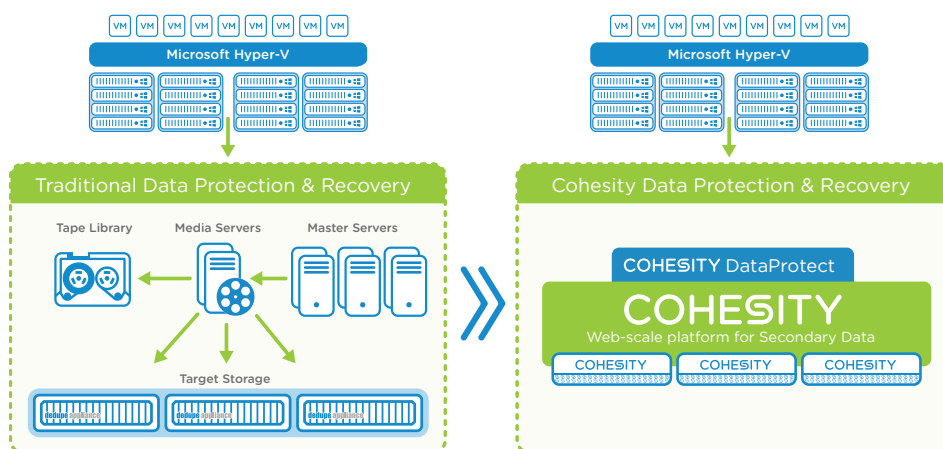 VM VM VM VM VM VM VM VM VM
Microsoft Hyper-V
Traditional Data Protection & Recovery
Tape Library Media Servers Master Servers
Target Storage
dedupe appliance dedupe appliance dedupe appliance
VM VM VM VM VM VM VM VM VM
Microsoft Hyper-V
Cohesity Data Protection & Recovery
COHESITY DataProtect
COHESITY
Web-scale platform for Secondary Data
COHESITY COHESITY COHESITY